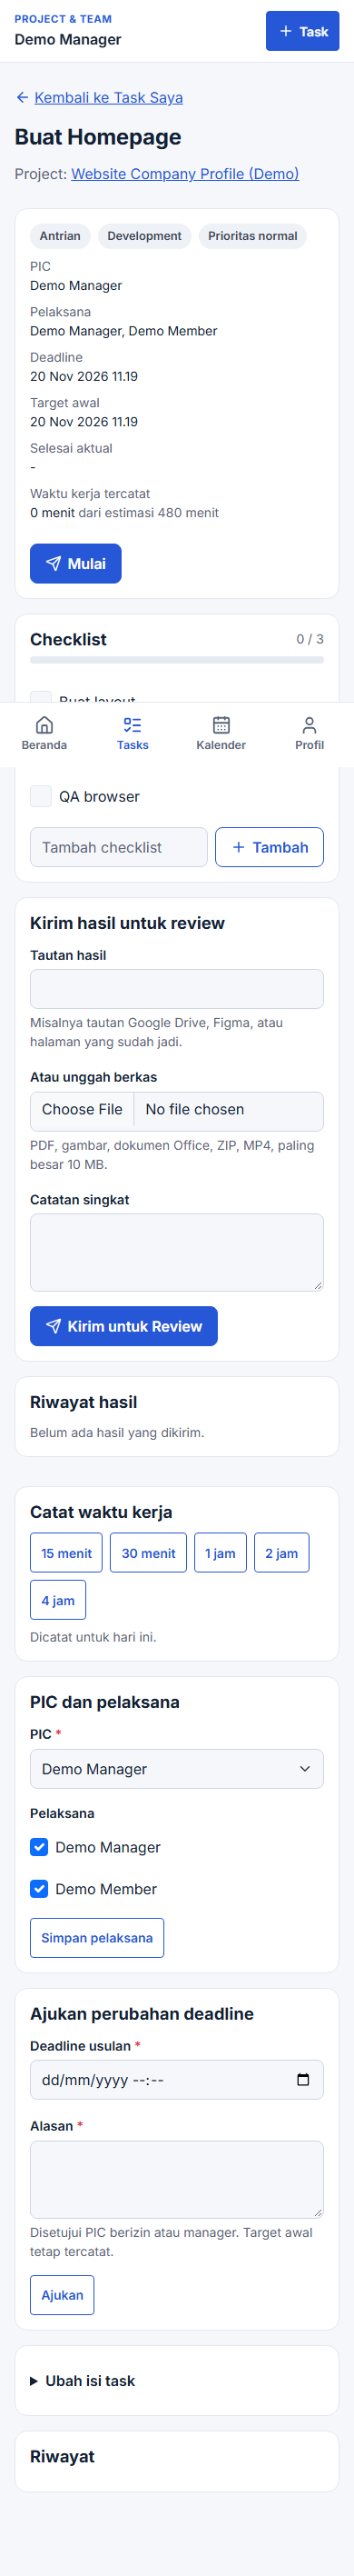 PROJECT & TEAM
Demo Manager
+ Task
← Kembali ke Task Saya
Buat Homepage
Project: Website Company Profile (Demo)
Antrian Development Prioritas normal
PIC
Demo Manager
Pelaksana
Demo Manager, Demo Member
Deadline
20 Nov 2026 11.19
Target awal
20 Nov 2026 11.19
Selesai aktual
-
Waktu kerja tercatat
0 menit dari estimasi 480 menit
Mulai
Checklist 0 / 3
Buat layout
Beranda Tasks Kalender Profil
QA browser
Tambah checklist + Tambah
Kirim hasil untuk review
Tautan hasil
Misalnya tautan Google Drive, Figma, atau
halaman yang sudah jadi.
Atau unggah berkas
Choose File No file chosen
PDF, gambar, dokumen Office, ZIP, MP4, paling
besar 10 MB.
Catatan singkat
Kirim untuk Review
Riwayat hasil
Belum ada hasil yang dikirim.
Catat waktu kerja
15 menit 30 menit 1 jam 2 jam
4 jam
Dicatat untuk hari ini.
PIC dan pelaksana
PIC *
Demo Manager
Pelaksana
Demo Manager
Demo Member
Simpan pelaksana
Ajukan perubahan deadline
Deadline usulan *
dd/mm/yyyy --:--
Alasan *
Disetujui PIC berizin atau manager. Target awal
tetap tercatat.
Ajukan
Ubah isi task
Riwayat